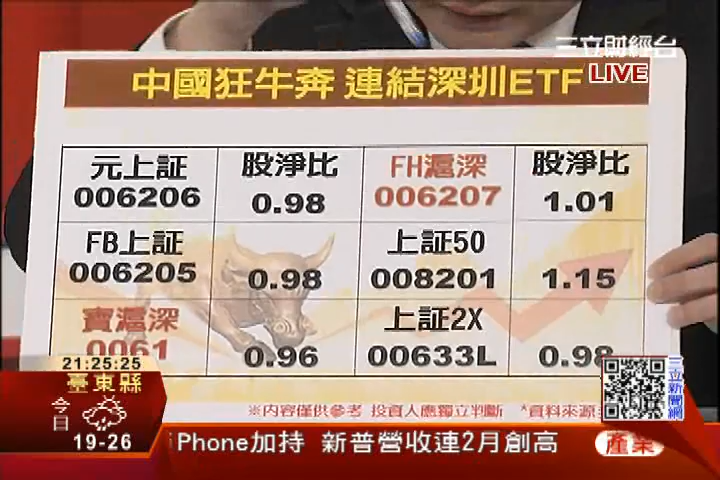 三立財經台
LIVE
中國狂牛奔 連結深圳ETF
元上証 股淨比 FH滬深 股淨比
006206 0.98 006207 1.01
FB上証 上証50
006205 0.98 008201 1.15
寶滬深 上証2X
0061 0.96 00633L 0.98
※內容僅供參考 投資人應獨立判斷 *資料來源
三立新聞網
21:25:25
臺東縣
今日
19-26
Phone加持 新普營收連2月創高
產業